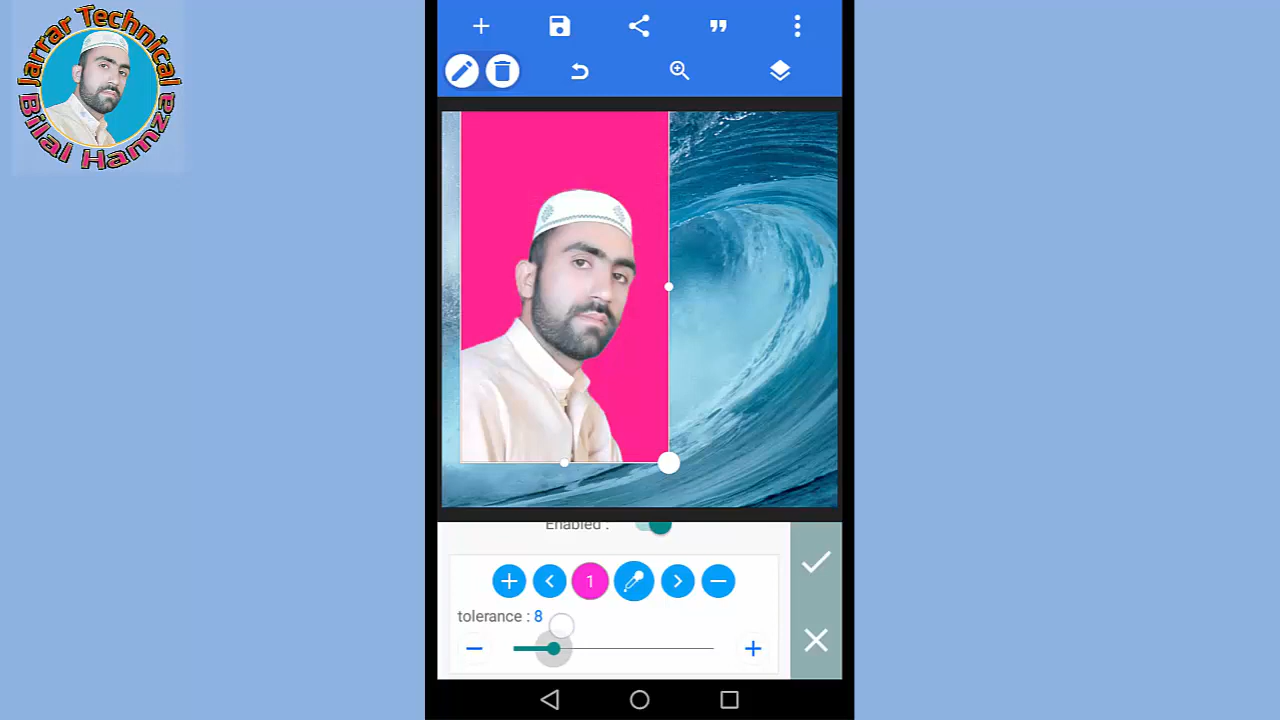 Jarrar Technical
Bilal Hamza
Enabled :
1
tolerance : 8